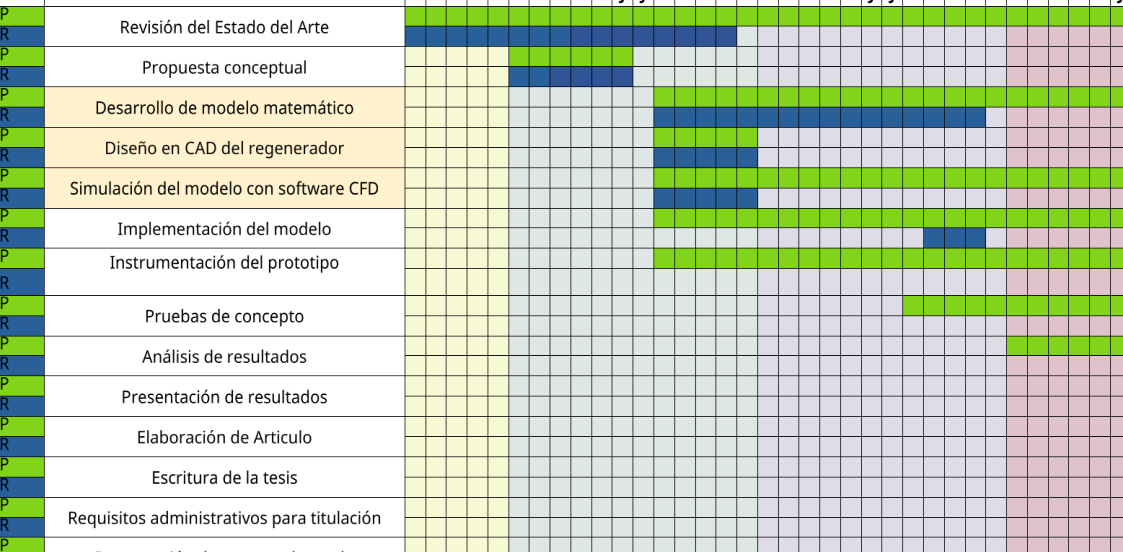 P
Revisión del Estado del Arte
R
P
Propuesta conceptual
R
P
Desarrollo de modelo matemático
R
P
Diseño en CAD del regenerador
R
P
Simulación del modelo con software CFD
R
P
Implementación del modelo
R
P
Instrumentación del prototipo
R
P
Pruebas de concepto
R
P
Análisis de resultados
R
P
Presentación de resultados
R
P
Elaboración de Articulo
R
P
Escritura de la tesis
R
P
Requisitos administrativos para titulación
R
P